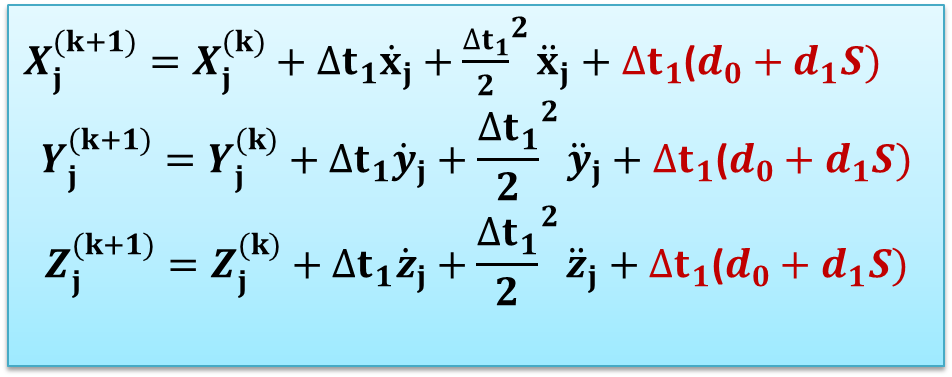 X_j^(k+1) = X_j^(k) + Δt₁ẋ_j + Δt₁²/2 ẍ_j + Δt₁(d₀ + d₁S)
Y_j^(k+1) = Y_j^(k) + Δt₁ẏ_j + Δt₁²/2 ÿ_j + Δt₁(d₀ + d₁S)
Z_j^(k+1) = Z_j^(k) + Δt₁ż_j + Δt₁²/2 z̈_j + Δt₁(d₀ + d₁S)